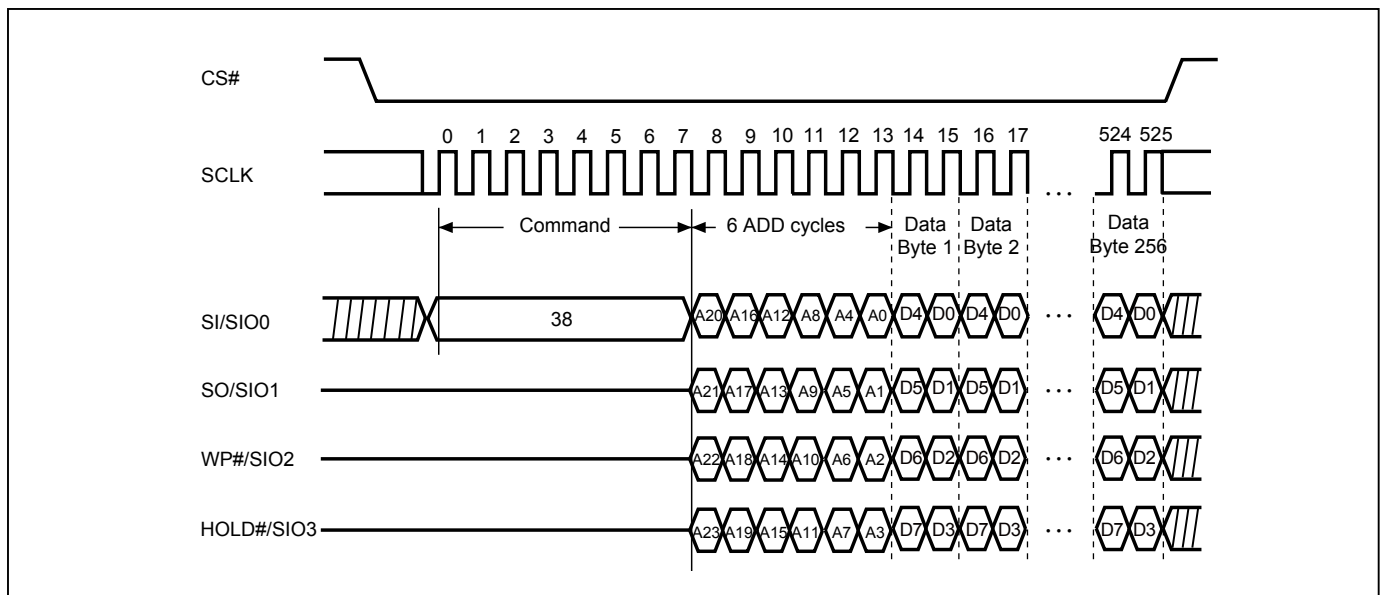 CS#
0 1 2 3 4 5 6 7 8 9 10 11 12 13 14 15 16 17 524 525
SCLK
...
Command 6 ADD cycles Data Data Data
Byte 1 Byte 2 Byte 256
SI/SIO0 38 A20 A16 A12 A8 A4 A0 D4 D0 D4 D0 ... D4 D0
SO/SIO1 A21 A17 A13 A9 A5 A1 D5 D1 D5 D1 ... D5 D1
WP#/SIO2 A22 A18 A14 A10 A6 A2 D6 D2 D6 D2 ... D6 D2
HOLD#/SIO3 A23 A19 A15 A11 A7 A3 D7 D3 D7 D3 ... D7 D3